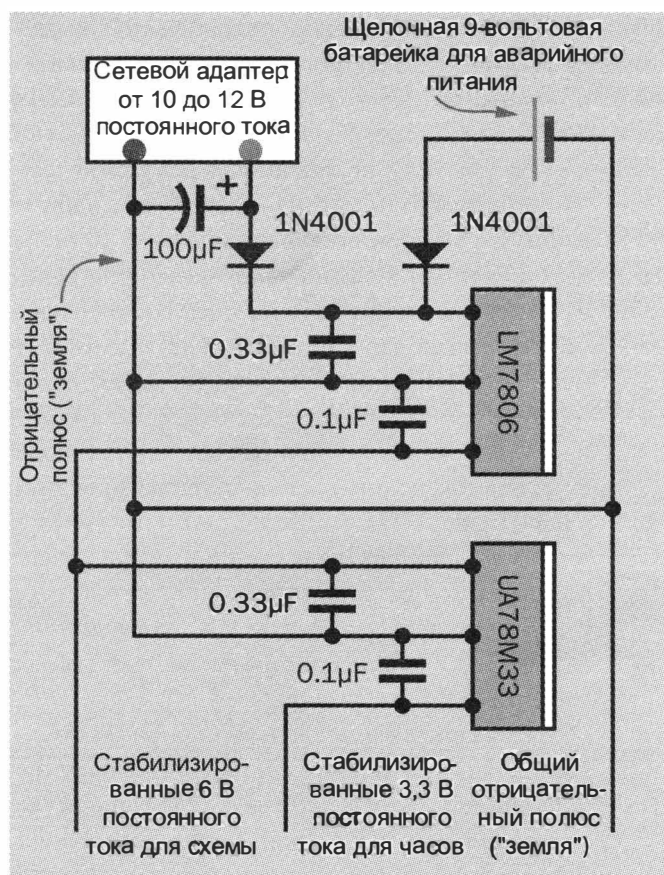 Щелочная 9-вольтовая
батарейка для аварийного
питания
Сетевой адаптер
от 10 до 12 В
постоянного тока
+
100µF
1N4001
1N4001
Отрицательный
полюс ("земля")
0.33µF
LM7806
0.1µF
0.33µF
UA78M33
0.1µF
Стабилизиро-
ванные 6 В
постоянного
тока для схемы
Стабилизиро-
ванные 3,3 В
постоянного
тока для часов
Общий
отрицатель-
ный полюс
("земля")